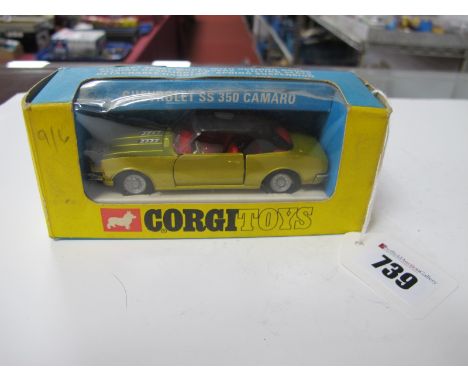 CHEVROLET SS 350 CAMARO
9/6
CORGI TOYS
739